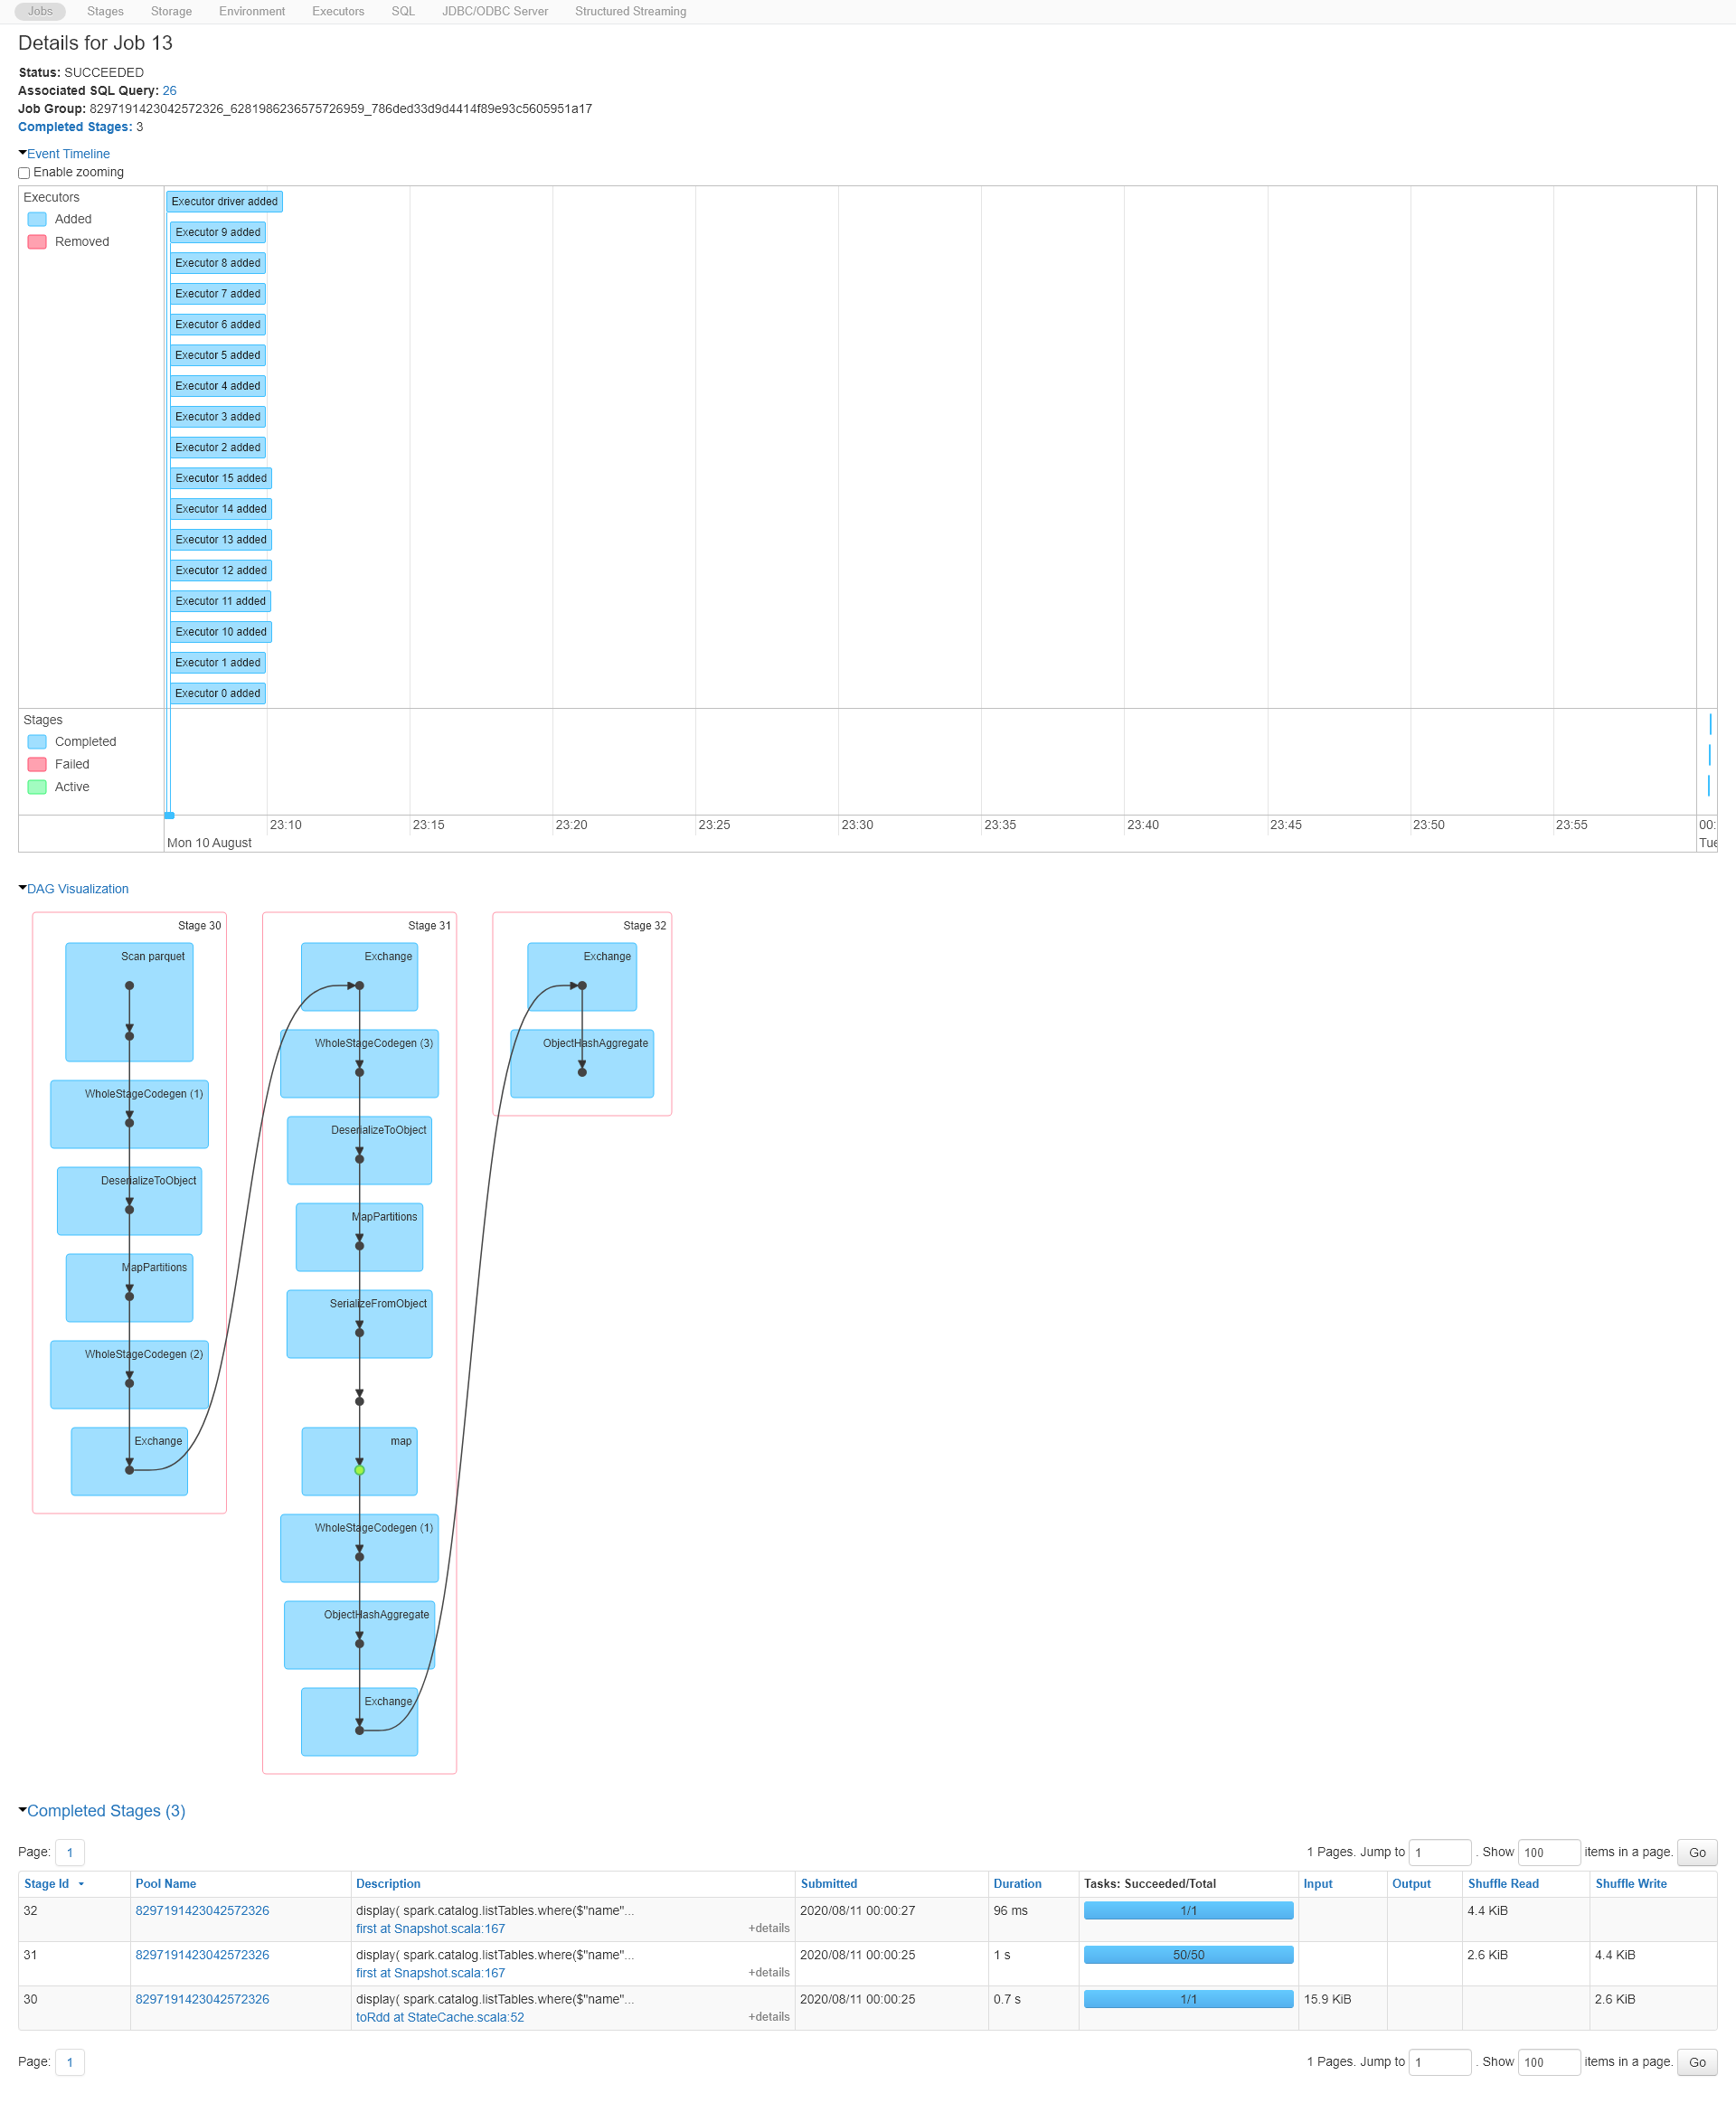 Jobs Stages Storage Environment Executors SQL JDBC/ODBC Server Structured Streaming
Details for Job 13
Status: SUCCEEDED
Associated SQL Query: 26
Job Group: 8297191423042572326_6281986236575726959_786ded33d9d4414f89e93c5605951a17
Completed Stages: 3
Event Timeline
Enable zooming
Executors
Added
Removed
Executor driver added
Executor 9 added
Executor 8 added
Executor 7 added
Executor 6 added
Executor 5 added
Executor 4 added
Executor 3 added
Executor 2 added
Executor 15 added
Executor 14 added
Executor 13 added
Executor 12 added
Executor 11 added
Executor 10 added
Executor 1 added
Executor 0 added
Stages
Completed
Failed
Active
23:10 23:15 23:20 23:25 23:30 23:35 23:40 23:45 23:50 23:55 00:
Mon 10 August Tue
DAG Visualization
Stage 30
Scan parquet
WholeStageCodegen (1)
DeserializeToObject
MapPartitions
WholeStageCodegen (2)
Exchange
Stage 31
Exchange
WholeStageCodegen (3)
DeserializeToObject
MapPartitions
SerializeFromObject
map
WholeStageCodegen (1)
ObjectHashAggregate
Exchange
Stage 32
Exchange
ObjectHashAggregate
Completed Stages (3)
Page: 1 1 Pages. Jump to 1 . Show 100 items in a page. Go
Stage Id Pool Name Description Submitted Duration Tasks: Succeeded/Total Input Output Shuffle Read Shuffle Write
32 8297191423042572326 display( spark.catalog.listTables.where($"name"... 2020/08/11 00:00:27 96 ms 1/1 4.4 KiB
first at Snapshot.scala:167 +details
31 8297191423042572326 display( spark.catalog.listTables.where($"name"... 2020/08/11 00:00:25 1 s 50/50 2.6 KiB 4.4 KiB
first at Snapshot.scala:167 +details
30 8297191423042572326 display( spark.catalog.listTables.where($"name"... 2020/08/11 00:00:25 0.7 s 1/1 15.9 KiB 2.6 KiB
toRdd at StateCache.scala:52 +details
Page: 1 1 Pages. Jump to 1 . Show 100 items in a page. Go